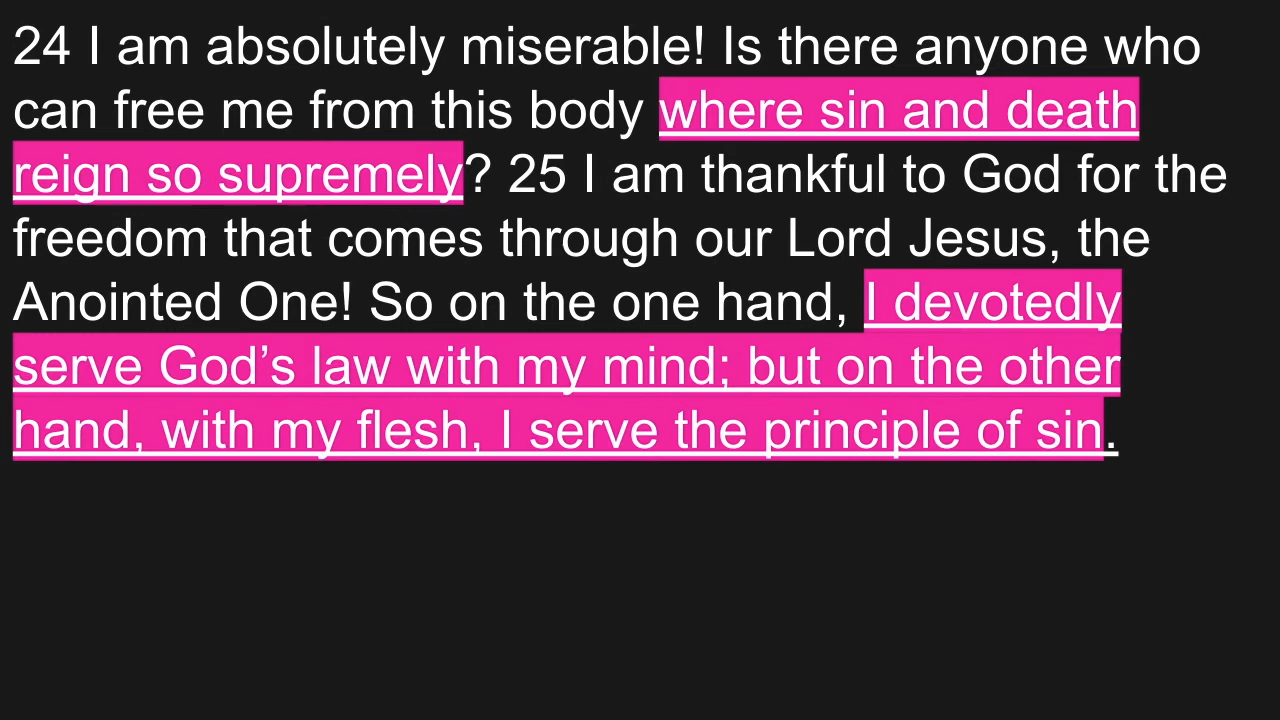 24 I am absolutely miserable! Is there anyone who
can free me from this body where sin and death
reign so supremely? 25 I am thankful to God for the
freedom that comes through our Lord Jesus, the
Anointed One! So on the one hand, I devotedly
serve God’s law with my mind; but on the other
hand, with my flesh, I serve the principle of sin.